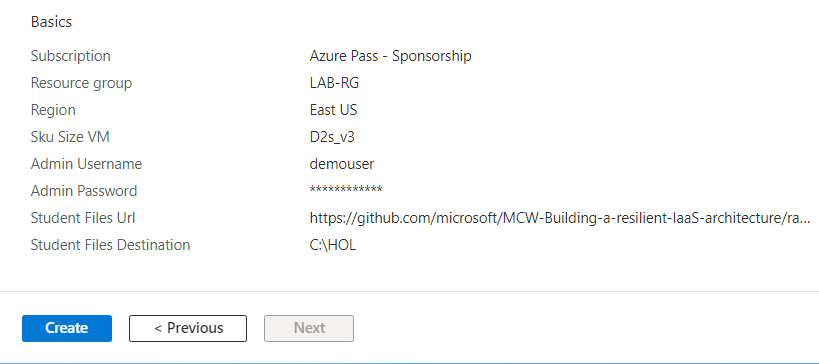 Basics
Subscription Azure Pass - Sponsorship
Resource group LAB-RG
Region East US
Sku Size VM D2s_v3
Admin Username demouser
Admin Password ************
Student Files Url https://github.com/microsoft/MCW-Building-a-resilient-IaaS-architecture/ra...
Student Files Destination C:\HOL
Create < Previous Next